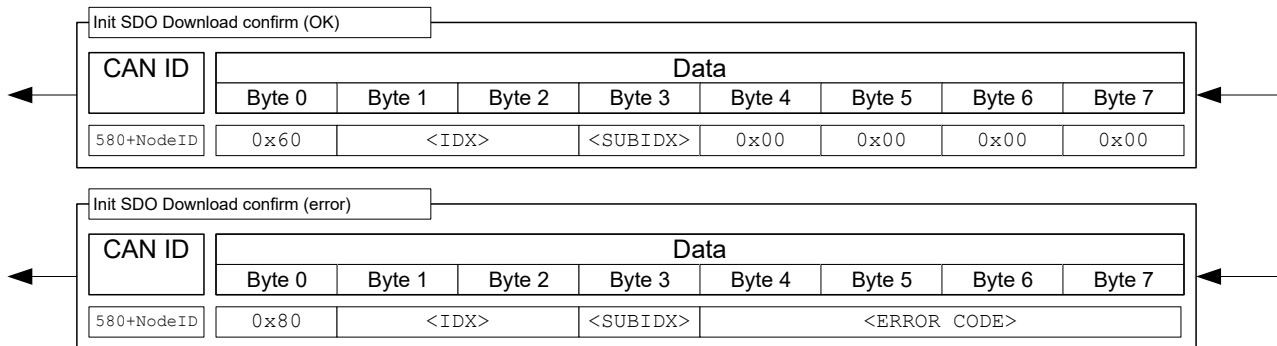 Init SDO Download confirm (OK)
CAN ID Data
Byte 0 Byte 1 Byte 2 Byte 3 Byte 4 Byte 5 Byte 6 Byte 7
580+NodeID 0x60 <IDX> <SUBIDX> 0x00 0x00 0x00 0x00
Init SDO Download confirm (error)
CAN ID Data
Byte 0 Byte 1 Byte 2 Byte 3 Byte 4 Byte 5 Byte 6 Byte 7
580+NodeID 0x80 <IDX> <SUBIDX> <ERROR CODE>